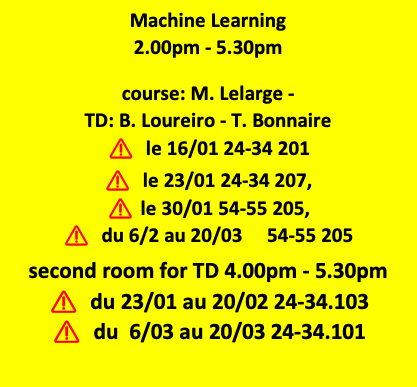 Machine Learning
2.00pm - 5.30pm
course: M. Lelarge -
TD: B. Loureiro - T. Bonnaire
le 16/01 24-34 201
le 23/01 24-34 207,
le 30/01 54-55 205,
du 6/2 au 20/03 54-55 205
second room for TD 4.00pm - 5.30pm
du 23/01 au 20/02 24-34.103
du 6/03 au 20/03 24-34.101